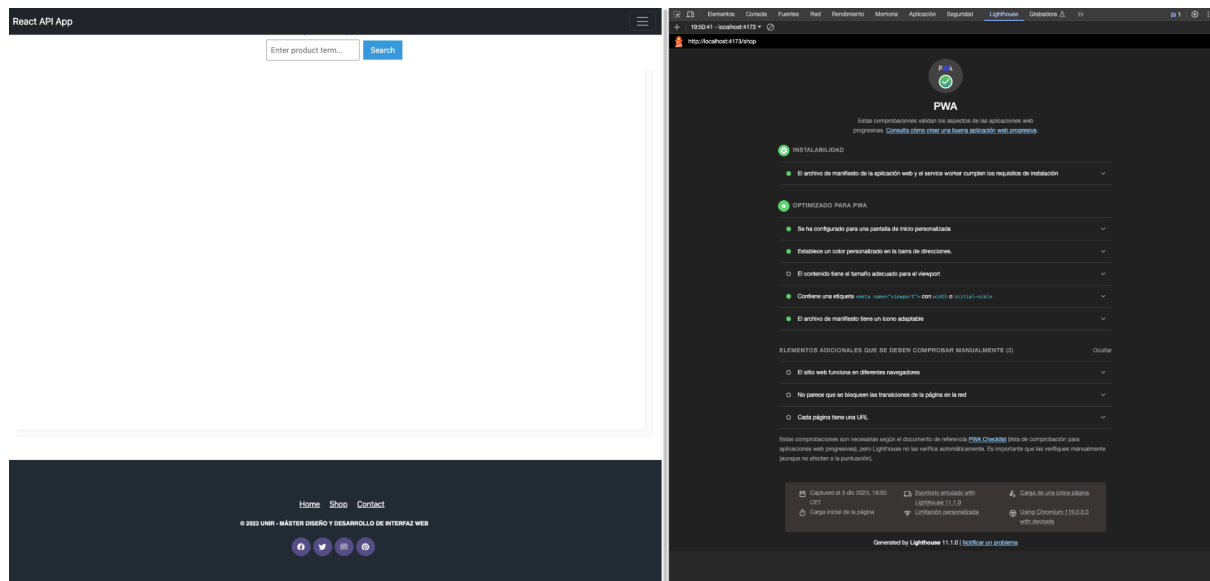 React API App
Enter product term...
Search
Home Shop Contact
© 2023 UNIR - MÁSTER DISEÑO Y DESARROLLO DE INTERFAZ WEB
Elementos Consola Fuentes Red Rendimiento Memoria Aplicación Seguridad Lighthouse Grabadora 1
19:50:41 - localhost:4173
http://localhost:4173/shop
PWA
PWA
Estas comprobaciones validan los aspectos de las aplicaciones web
progresivas. Consulta cómo crear una buena aplicación web progresiva.
INSTALABILIDAD
El archivo de manifiesto de la aplicación web y el service worker cumplen los requisitos de instalación
OPTIMIZADO PARA PWA
Se ha configurado para una pantalla de inicio personalizada
Establece un color personalizado en la barra de direcciones.
El contenido tiene el tamaño adecuado para el viewport
Contiene una etiqueta <meta name="viewport"> con width o initial-scale
El archivo de manifiesto tiene un icono adaptable
ELEMENTOS ADICIONALES QUE SE DEBEN COMPROBAR MANUALMENTE (3) Ocultar
El sitio web funciona en diferentes navegadores
No parece que se bloqueen las transiciones de la página en la red
Cada página tiene una URL
Estas comprobaciones son necesarias según el documento de referencia PWA Checklist (lista de comprobación para
aplicaciones web progresivas), pero Lighthouse no las verifica automáticamente. Es importante que las verifiques manualmente
(aunque no afectan a la puntuación).
Captured at 5 dic 2023, 19:50
CET
Carga inicial de la página
Escritorio emulado with
Lighthouse 11.1.0
Limitación personalizada
Carga de una única página
Using Chromium 119.0.0.0
with devtools
Generated by Lighthouse 11.1.0 | Notificar un problema